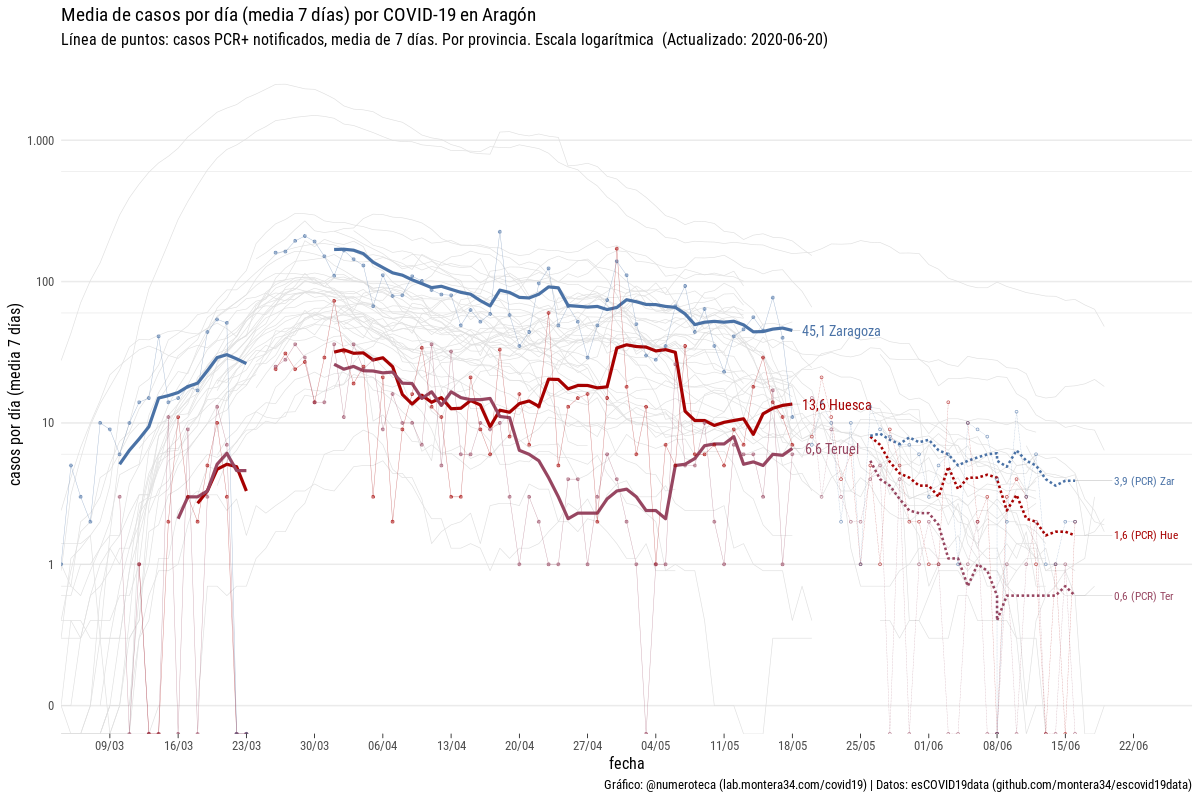 Media de casos por día (media 7 días) por COVID-19 en Aragón
Línea de puntos: casos PCR+ notificados, media de 7 días. Por provincia. Escala logarítmica (Actualizado: 2020-06-20)
casos por día (media 7 días)
1.000
100
10
1
0
45,1 Zaragoza
13,6 Huesca
6,6 Teruel
3,9 (PCR) Zar
1,6 (PCR) Hue
0,6 (PCR) Ter
09/03 16/03 23/03 30/03 06/04 13/04 20/04 27/04 04/05 11/05 18/05 25/05 01/06 08/06 15/06 22/06
fecha
Gráfico: @numeroteca (lab.montera34.com/covid19) | Datos: esCOVID19data (github.com/montera34/escovid19data)